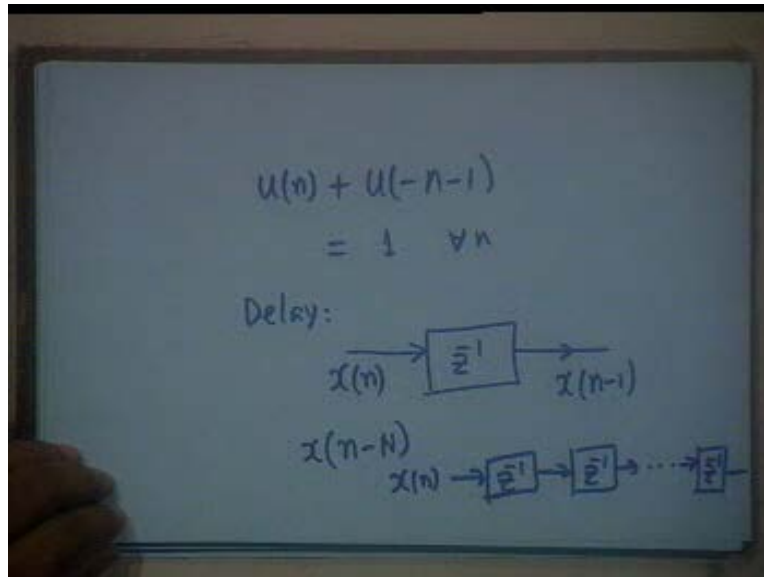 u(n) + u(-n-1)
= 1 ∀n
Delay:
z⁻¹
x(n) x(n-1)
x(n-N)
x(n) z⁻¹ z⁻¹ ..... z⁻¹